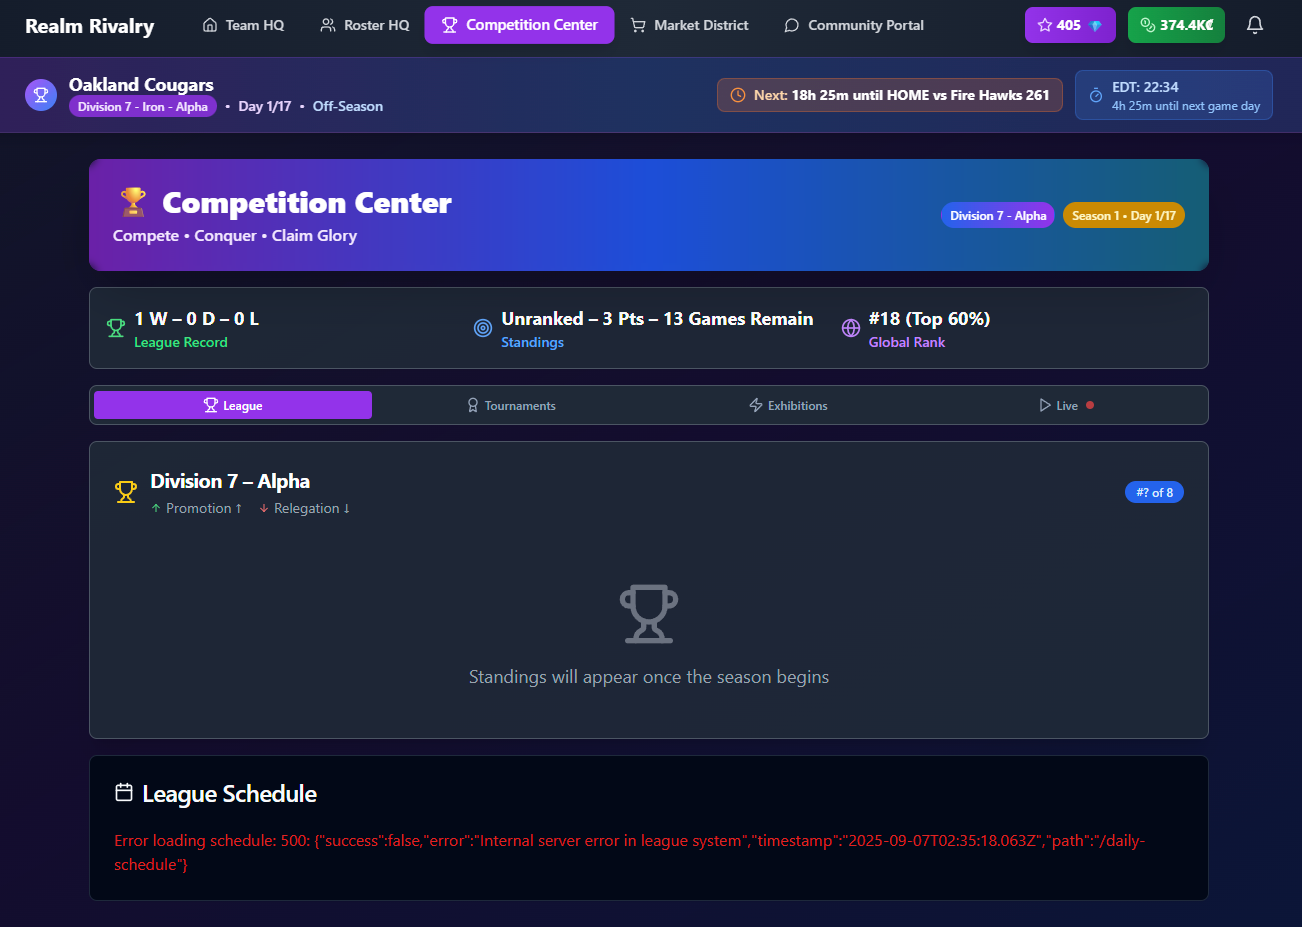 Realm Rivalry
Team HQ
Roster HQ
Competition Center
Market District
Community Portal
405
374.4K₡
Oakland Cougars
Division 7 - Iron - Alpha • Day 1/17 • Off-Season
Next: 18h 25m until HOME vs Fire Hawks 261
EDT: 22:34
4h 25m until next game day
Competition Center
Compete • Conquer • Claim Glory
Division 7 - Alpha
Season 1 • Day 1/17
1 W – 0 D – 0 L
League Record
Unranked – 3 Pts – 13 Games Remain
Standings
#18 (Top 60%)
Global Rank
League
Tournaments
Exhibitions
Live
Division 7 – Alpha
↑ Promotion ↑ ↓ Relegation ↓
#? of 8
Standings will appear once the season begins
League Schedule
Error loading schedule: 500: {"success":false,"error":"Internal server error in league system","timestamp":"2025-09-07T02:35:18.063Z","path":"/daily-
schedule"}